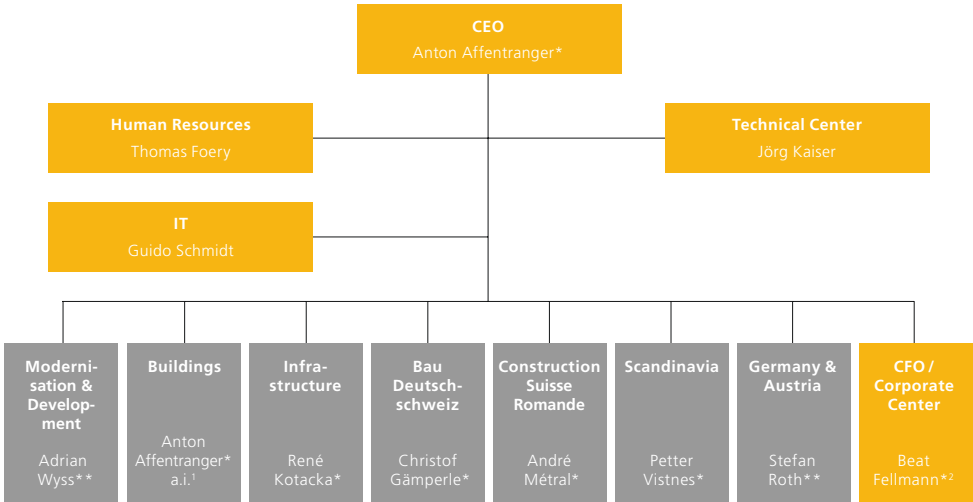 CEO
Anton Affentranger*
Human Resources
Thomas Foery
Technical Center
Jörg Kaiser
IT
Guido Schmidt
Moderni-
sation &
Develop-
ment
Adrian
Wyss**
Buildings
Anton
Affentranger*
a.i.¹
Infra-
structure
René
Kotacka*
Bau
Deutsch-
schweiz
Christof
Gämperle*
Construction
Suisse
Romande
André
Métral*
Scandinavia
Petter
Vistnes*
Germany &
Austria
Stefan
Roth**
CFO /
Corporate
Center
Beat
Fellmann*²